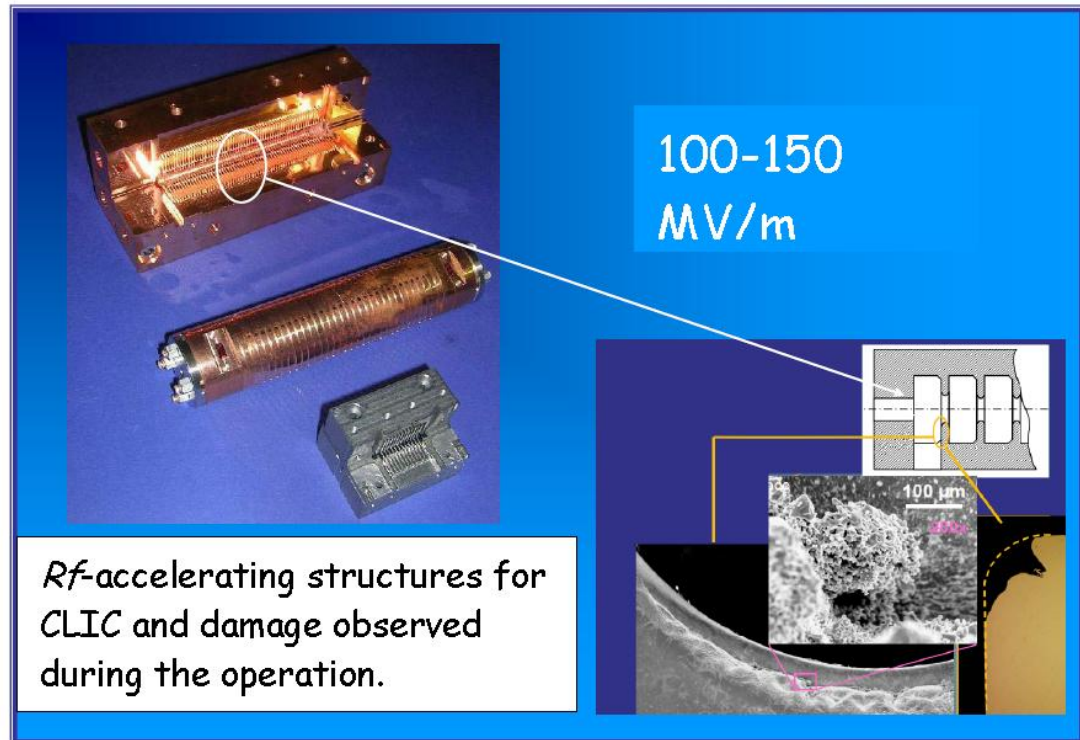 100-150
MV/m
100 µm
Rf-accelerating structures for
CLIC and damage observed
during the operation.